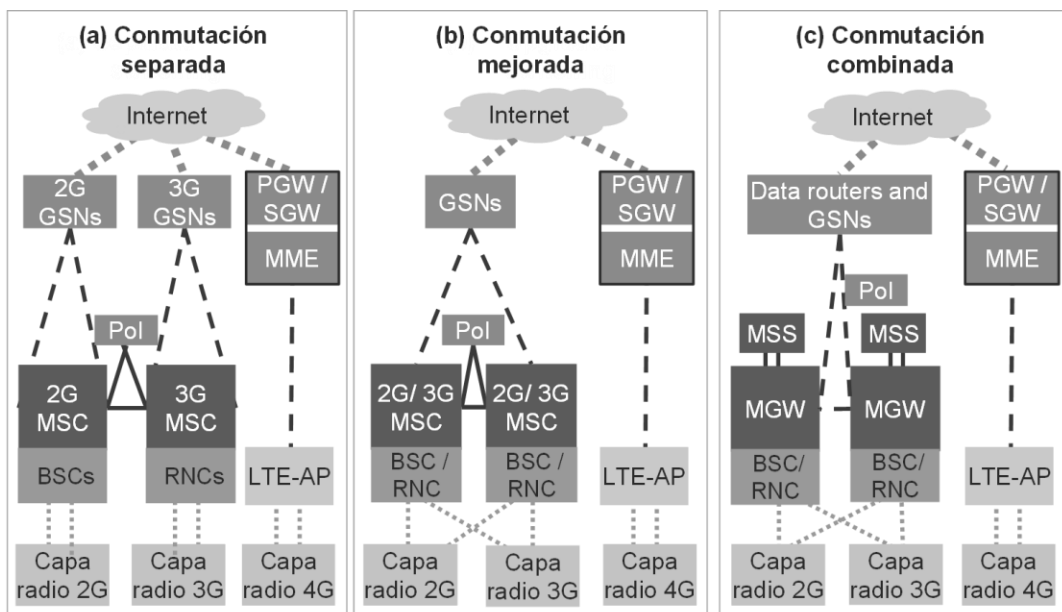 (a) Conmutación
separada
Internet
2G
GSNs
3G
GSNs
PGW /
SGW
MME
PoI
2G
MSC
3G
MSC
BSCs
RNCs
LTE-AP
Capa
radio 2G
Capa
radio 3G
Capa
radio 4G
(b) Conmutación
mejorada
Internet
GSNs
PGW /
SGW
MME
PoI
2G/ 3G
MSC
2G/ 3G
MSC
BSC /
RNC
BSC /
RNC
LTE-AP
Capa
radio 2G
Capa
radio 3G
Capa
radio 4G
(c) Conmutación
combinada
Internet
Data routers and
GSNs
PGW /
SGW
MME
PoI
MSS
MSS
MGW
MGW
BSC/
RNC
BSC/
RNC
LTE-AP
Capa
radio 2G
Capa
radio 3G
Capa
radio 4G